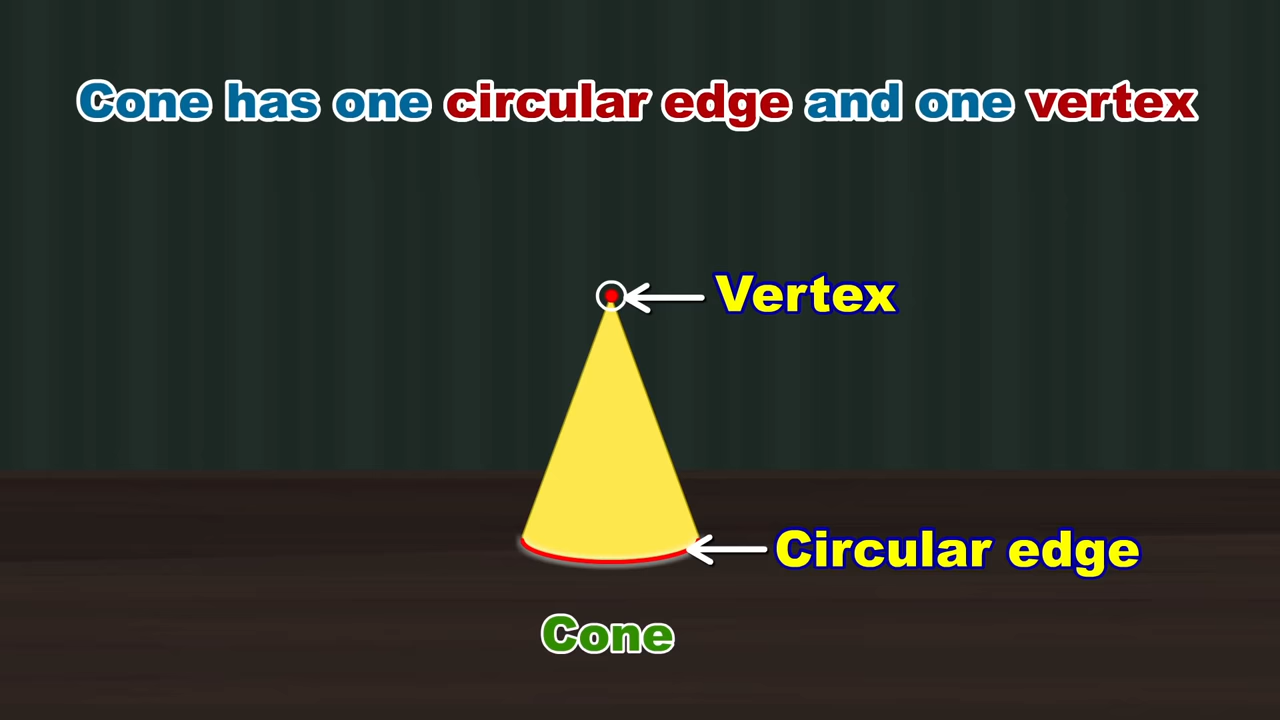 Cone has one circular edge and one vertex
Vertex
Circular edge
Cone